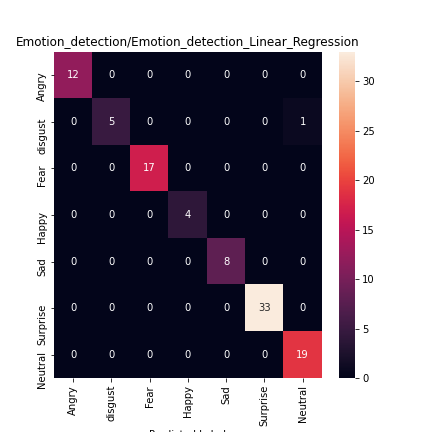 Emotion_detection/Emotion_detection_Linear_Regression
Angry 12 0 0 0 0 0 0
disgust 0 5 0 0 0 0 1
Fear 0 0 17 0 0 0 0
Happy 0 0 0 4 0 0 0
Sad 0 0 0 0 8 0 0
Surprise 0 0 0 0 0 33 0
Neutral 0 0 0 0 0 0 19
Angry disgust Fear Happy Sad Surprise Neutral
30
25
20
15
10
5
0